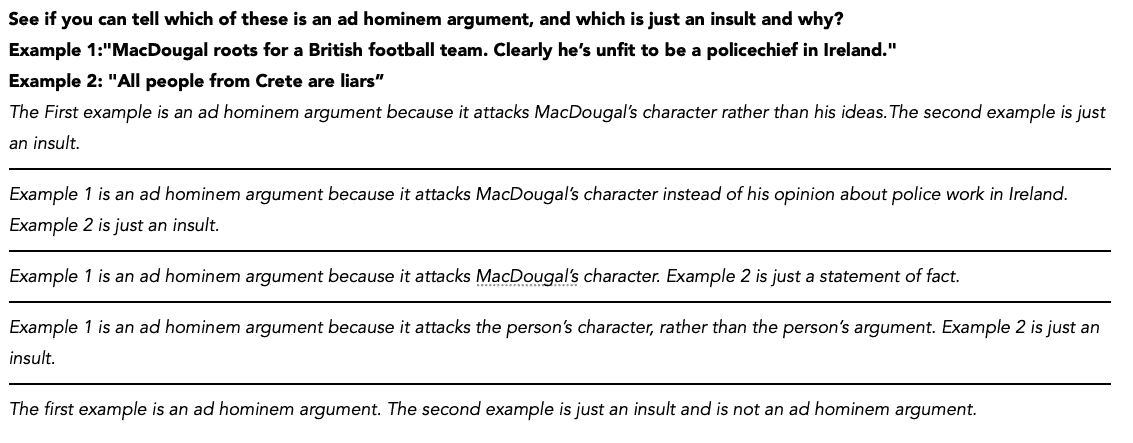 See if you can tell which of these is an ad hominem argument, and which is just an insult and why?
Example 1:"MacDougal roots for a British football team. Clearly he’s unfit to be a policechief in Ireland."
Example 2: "All people from Crete are liars”
The First example is an ad hominem argument because it attacks MacDougal’s character rather than his ideas.The second example is just
an insult.
Example 1 is an ad hominem argument because it attacks MacDougal’s character instead of his opinion about police work in Ireland.
Example 2 is just an insult.
Example 1 is an ad hominem argument because it attacks MacDougal’s character. Example 2 is just a statement of fact.
Example 1 is an ad hominem argument because it attacks the person’s character, rather than the person’s argument. Example 2 is just an
insult.
The first example is an ad hominem argument. The second example is just an insult and is not an ad hominem argument.